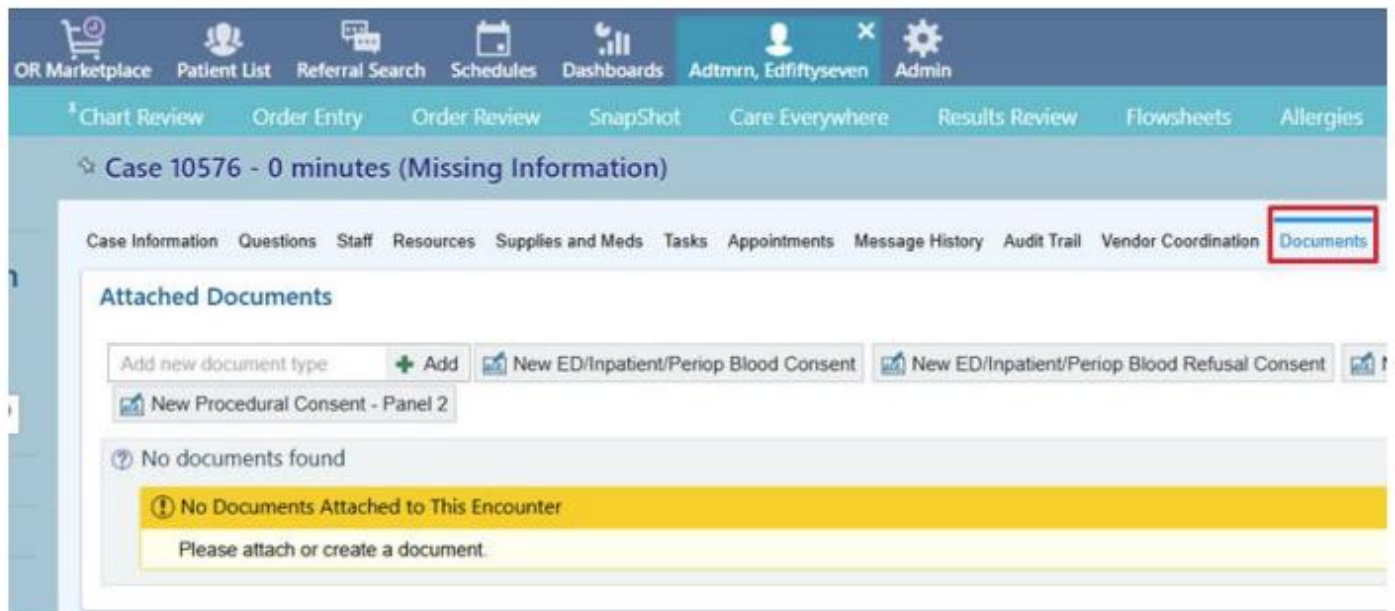 OR Marketplace Patient List Referral Search Schedules Dashboards Adtmrn, Edfiftyseven Admin
3 Chart Review Order Entry Order Review SnapShot Care Everywhere Results Review Flowsheets Allergies
Case 10576 - 0 minutes (Missing Information)
Case Information Questions Staff Resources Supplies and Meds Tasks Appointments Message History Audit Trail Vendor Coordination Documents
Attached Documents
Add new document type Add New ED/Inpatient/Periop Blood Consent New ED/Inpatient/Periop Blood Refusal Consent
New Procedural Consent - Panel 2
No documents found
No Documents Attached to This Encounter
Please attach or create a document.